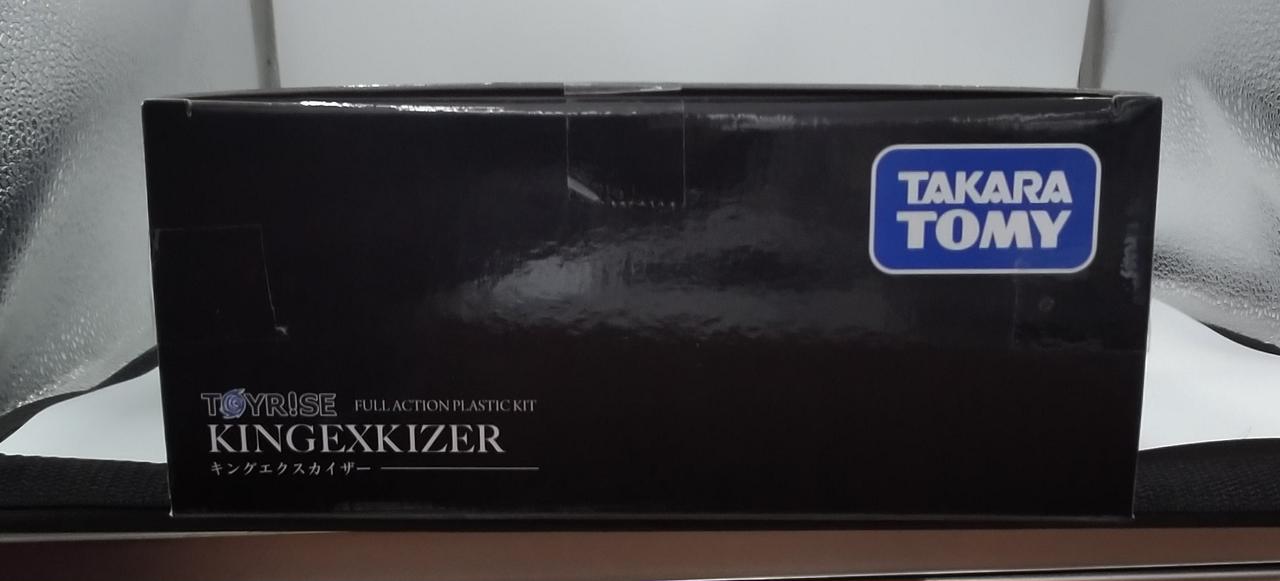 TAKARA
TOMY
TOYR!SE FULL ACTION PLASTIC KIT
KINGEXKIZER
キングエクスカイザー